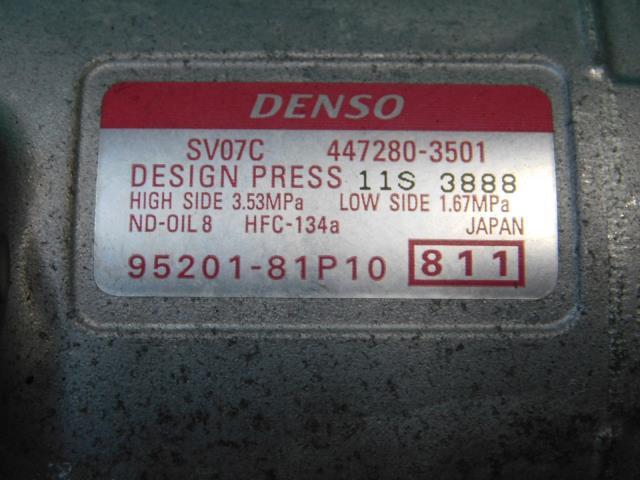 DENSO
SV07C 447280-3501
DESIGN PRESS 11S 3888
HIGH SIDE 3.53MPa LOW SIDE 1.67MPa
ND-OIL 8 HFC-134a JAPAN
95201-81P10 811